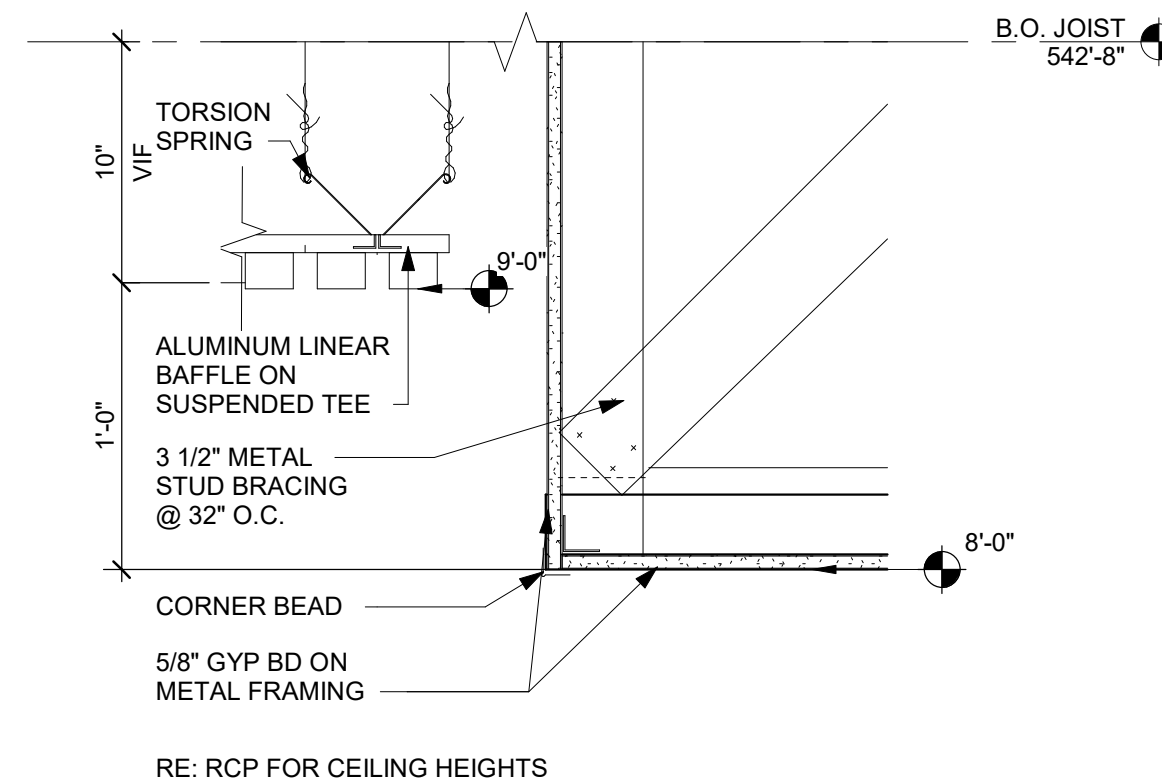 B.O. JOIST
542'-8"
TORSION
SPRING
10"
VIF
9'-0"
ALUMINUM LINEAR
BAFFLE ON
SUSPENDED TEE
1'-0"
3 1/2" METAL
STUD BRACING
@ 32" O.C.
8'-0"
CORNER BEAD
5/8" GYP BD ON
METAL FRAMING
RE: RCP FOR CEILING HEIGHTS